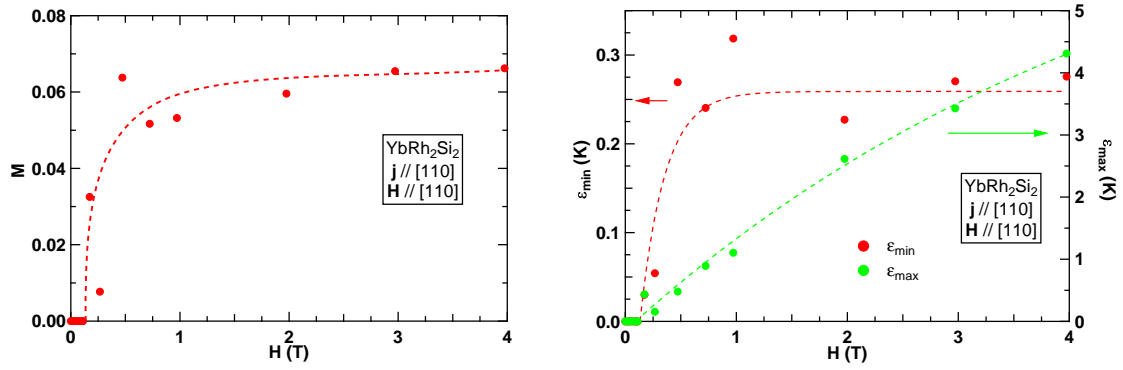 0.08
0.06
0.04
0.02
0.00
M
0
1
2
3
4
H (T)
YbRh₂Si₂
j // [110]
H // [110]
0.3
0.2
0.1
0.0
ε_min (K)
0
1
2
3
4
H (T)
5
4
3
2
1
0
ε_max (K)
YbRh₂Si₂
j // [110]
H // [110]
ε_min
ε_max